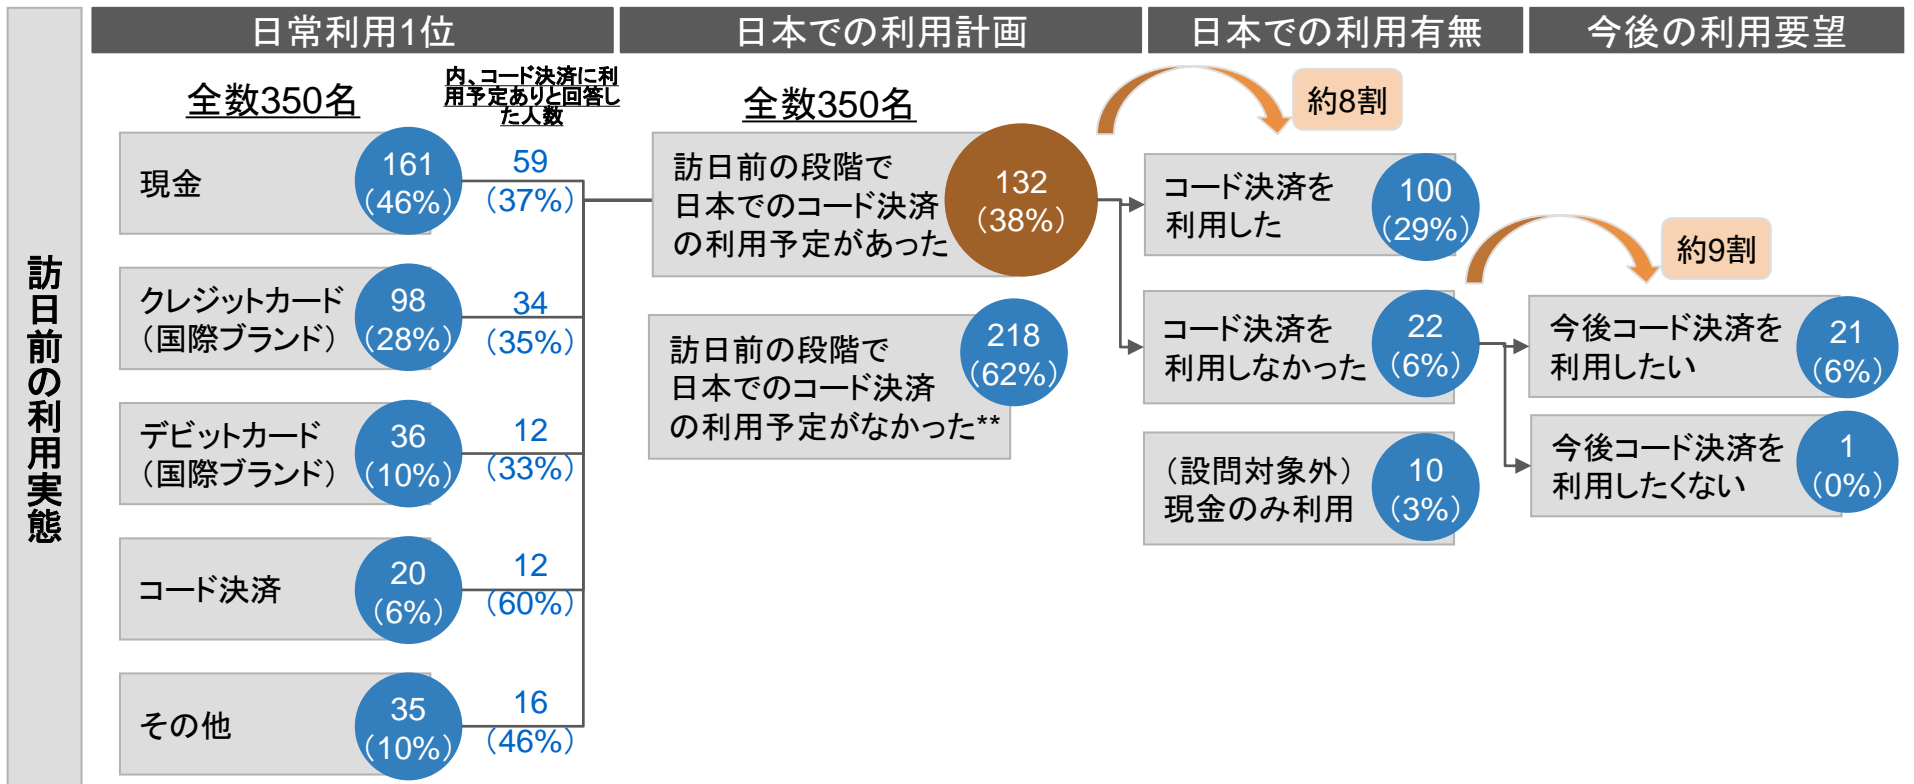 日常利用1位
日本での利用計画
日本での利用有無
今後の利用要望
訪日前の利用実態
全数350名
内、コード決済に利
用予定ありと回答し
た人数
現金
161
(46%)
59
(37%)
クレジットカード
（国際ブランド）
98
(28%)
34
(35%)
デビットカード
（国際ブランド）
36
(10%)
12
(33%)
コード決済
20
(6%)
12
(60%)
その他
35
(10%)
16
(46%)
全数350名
訪日前の段階で
日本でのコード決済
の利用予定があった
132
(38%)
訪日前の段階で
日本でのコード決済
の利用予定がなかった**
218
(62%)
約8割
コード決済を
利用した
100
(29%)
コード決済を
利用しなかった
22
(6%)
（設問対象外）
現金のみ利用
10
(3%)
約9割
今後コード決済を
利用したい
21
(6%)
今後コード決済を
利用したくない
1
(0%)